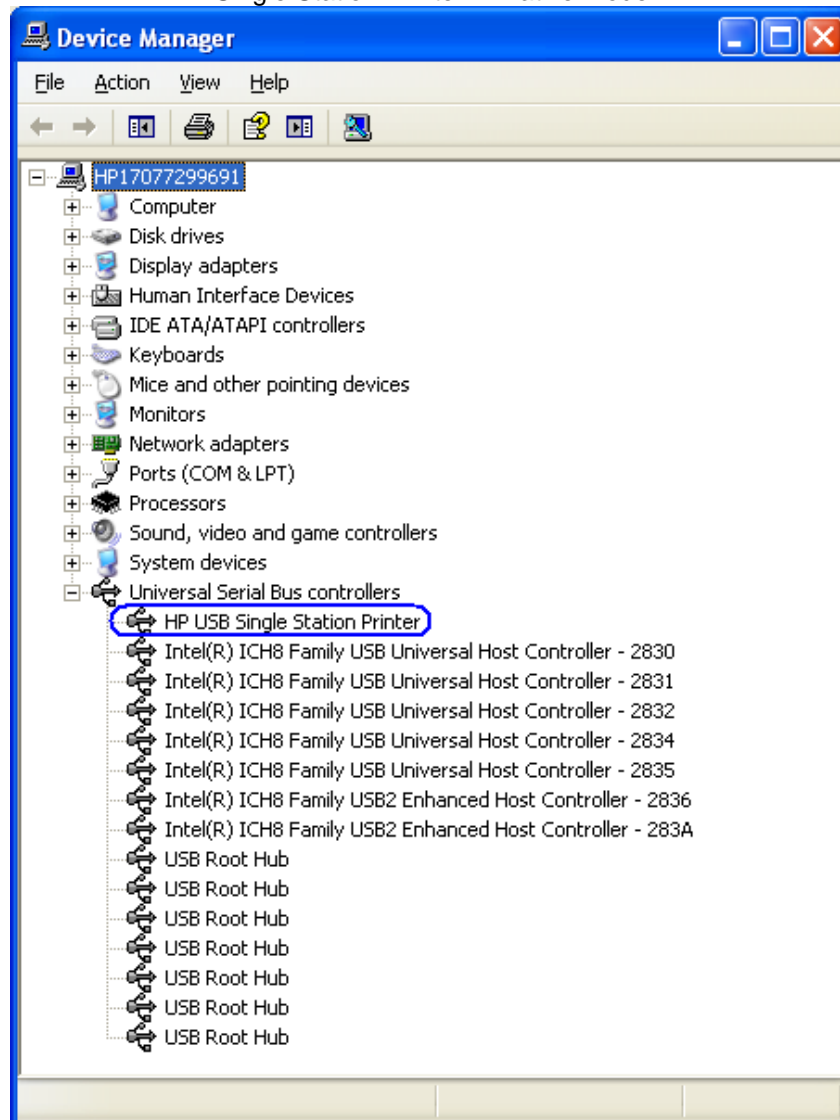 Single Station
Device Manager
File Action View Help
HP17077299691
Computer
Disk drives
Display adapters
Human Interface Devices
IDE ATA/ATAPI controllers
Keyboards
Mice and other pointing devices
Monitors
Network adapters
Ports (COM & LPT)
Processors
Sound, video and game controllers
System devices
Universal Serial Bus controllers
HP USB Single Station Printer
Intel(R) ICH8 Family USB Universal Host Controller - 2830
Intel(R) ICH8 Family USB Universal Host Controller - 2831
Intel(R) ICH8 Family USB Universal Host Controller - 2832
Intel(R) ICH8 Family USB Universal Host Controller - 2834
Intel(R) ICH8 Family USB Universal Host Controller - 2835
Intel(R) ICH8 Family USB2 Enhanced Host Controller - 2836
Intel(R) ICH8 Family USB2 Enhanced Host Controller - 283A
USB Root Hub
USB Root Hub
USB Root Hub
USB Root Hub
USB Root Hub
USB Root Hub
USB Root Hub